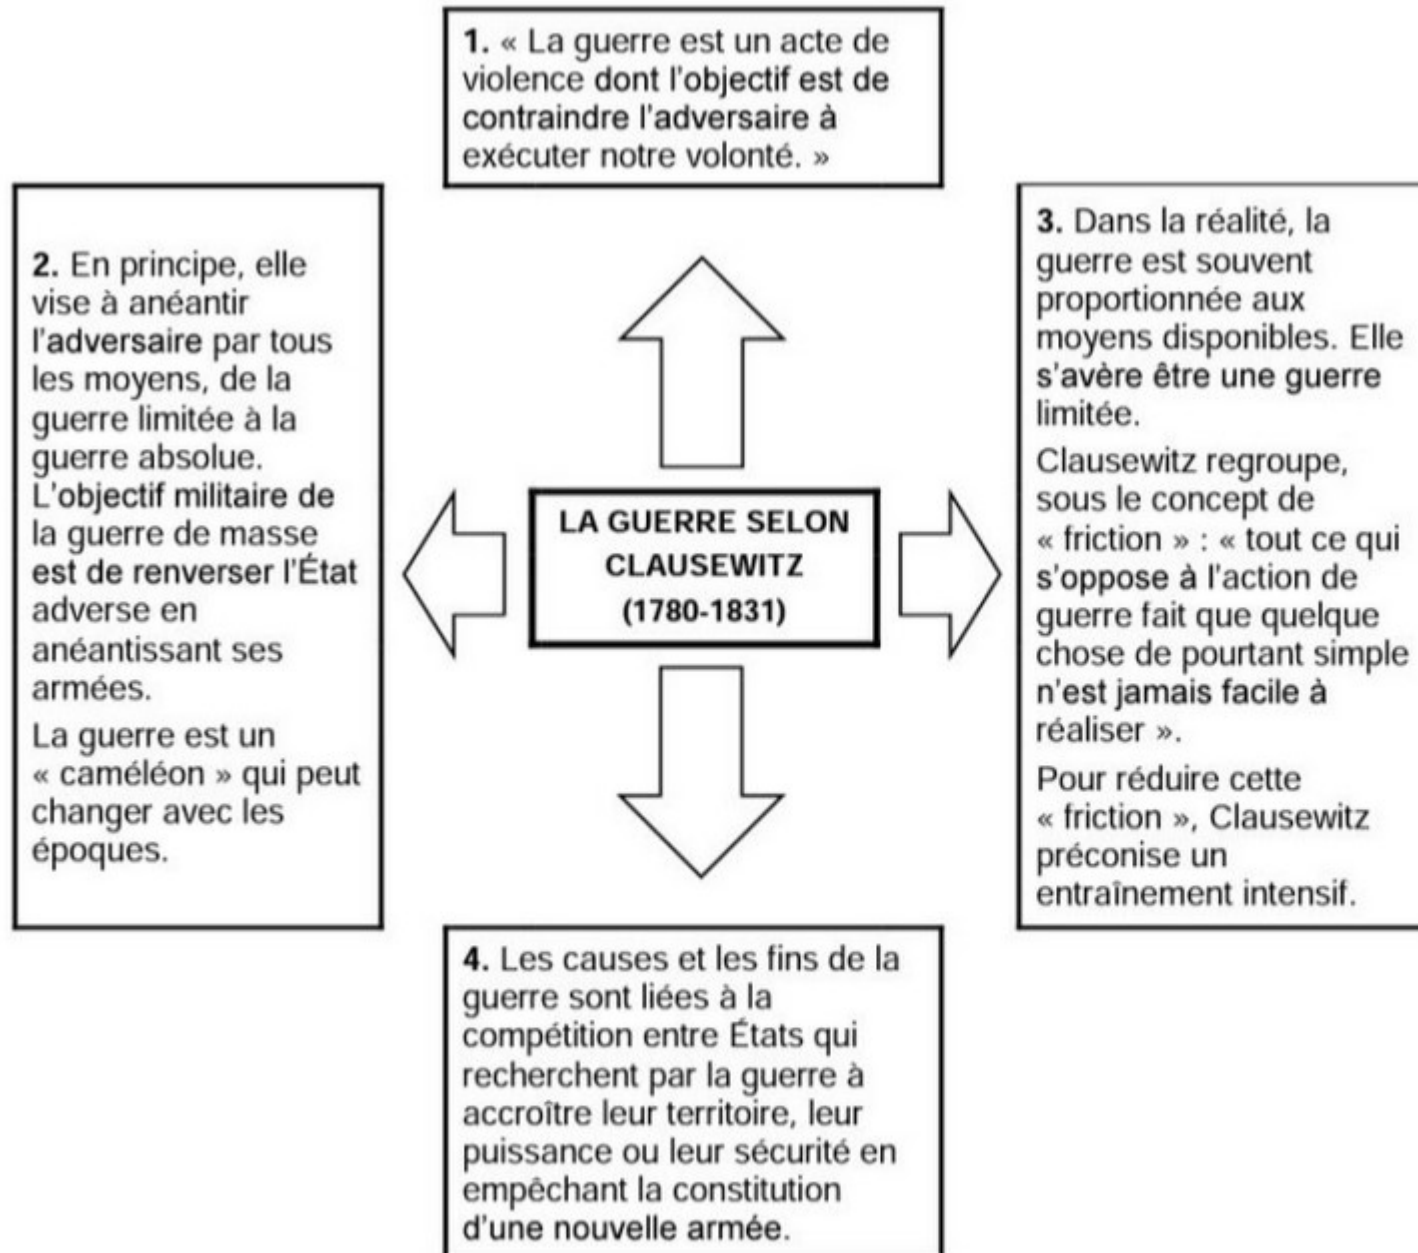 1. « La guerre est un acte de
violence dont l'objectif est de
contraindre l'adversaire à
exécuter notre volonté. »
2. En principe, elle
vise à anéantir
l'adversaire par tous
les moyens, de la
guerre limitée à la
guerre absolue.
L'objectif militaire de
la guerre de masse
est de renverser l'État
adverse en
anéantissant ses
armées.
La guerre est un
« caméléon » qui peut
changer avec les
époques.
LA GUERRE SELON
CLAUSEWITZ
(1780-1831)
3. Dans la réalité, la
guerre est souvent
proportionnée aux
moyens disponibles. Elle
s'avère être une guerre
limitée.
Clausewitz regroupe,
sous le concept de
« friction » : « tout ce qui
s'oppose à l'action de
guerre fait que quelque
chose de pourtant simple
n'est jamais facile à
réaliser ».
Pour réduire cette
« friction », Clausewitz
préconise un
entraînement intensif.
4. Les causes et les fins de la
guerre sont liées à la
compétition entre États qui
recherchent par la guerre à
accroître leur territoire, leur
puissance ou leur sécurité en
empêchant la constitution
d'une nouvelle armée.